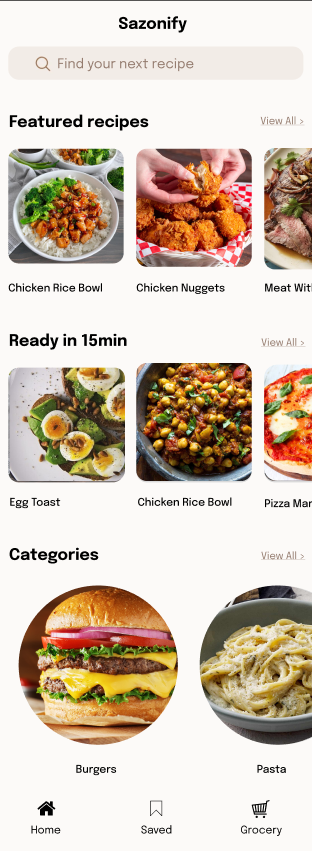 Sazonify
Find your next recipe
Featured recipes
View All >
Chicken Rice Bowl
Chicken Nuggets
Meat Wit
Ready in 15min
View All >
Egg Toast
Chicken Rice Bowl
Pizza Mar
Categories
View All >
Burgers
Pasta
Home
Saved
Grocery